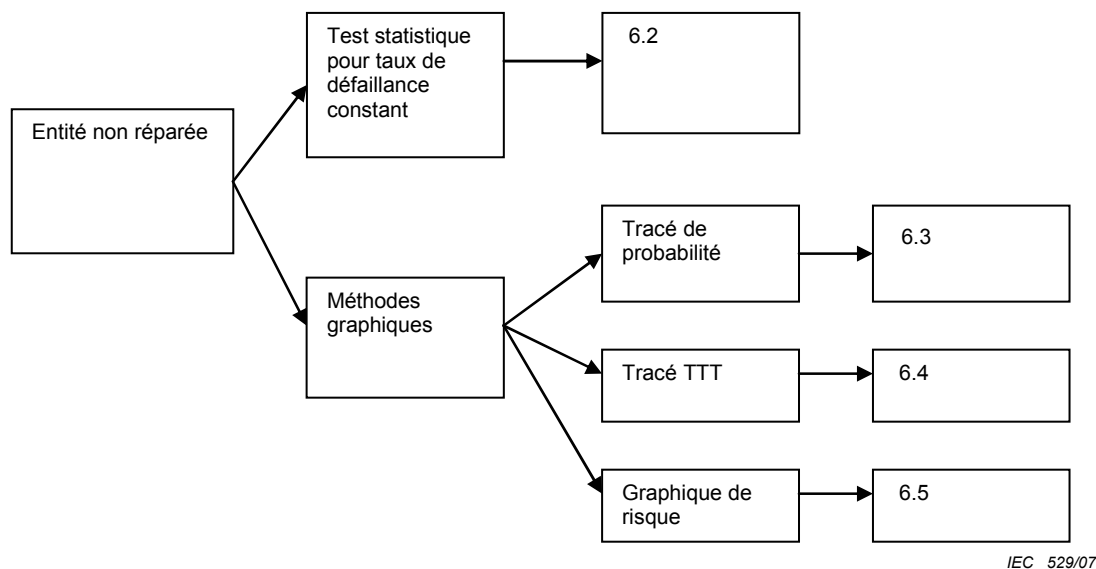 Entité non réparée
Test statistique
pour taux de
défaillance
constant
6.2
Méthodes
graphiques
Tracé de
probabilité
6.3
Tracé TTT
6.4
Graphique de
risque
6.5
IEC 529/07